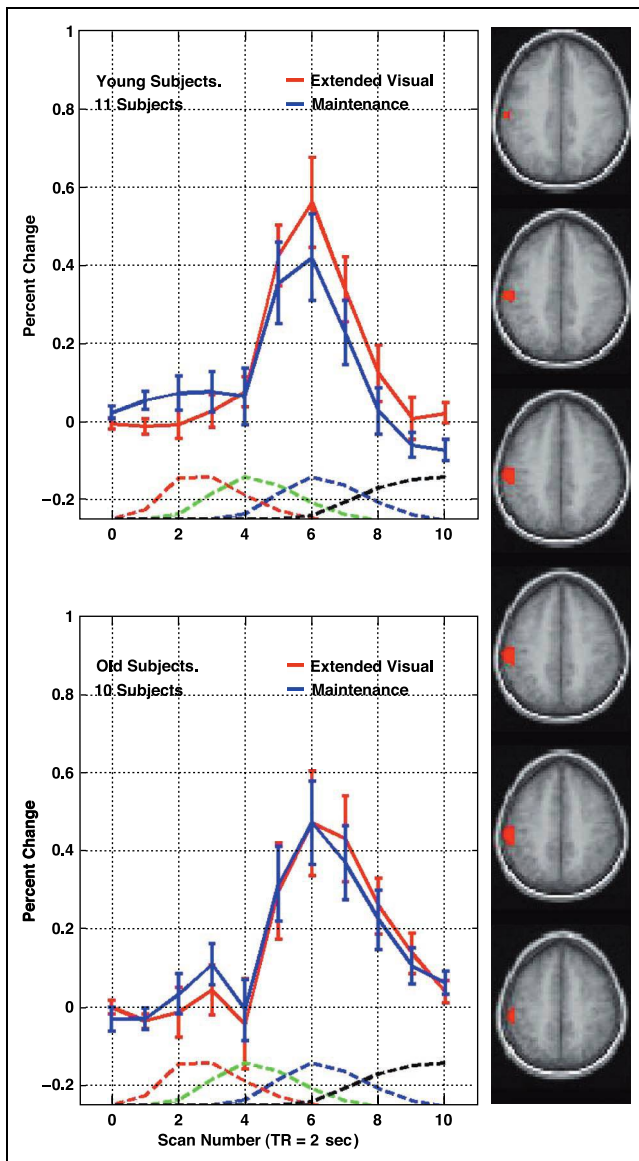 1
0.8
0.6
0.4
0.2
0
−0.2
Percent Change
Young Subjects.
11 Subjects
Extended Visual
Maintenance
0 2 4 6 8 10
1
0.8
0.6
0.4
0.2
0
−0.2
Percent Change
Old Subjects.
10 Subjects
Extended Visual
Maintenance
0 2 4 6 8 10
Scan Number (TR = 2 sec)